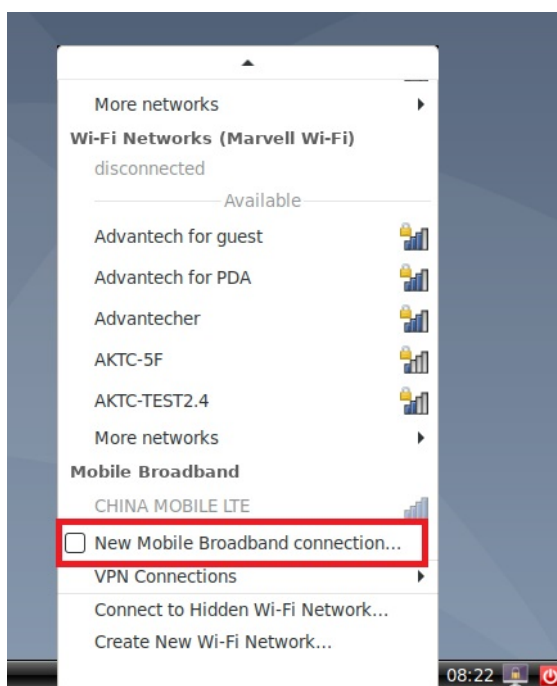 More networks
Wi-Fi Networks (Marvell Wi-Fi)
disconnected
Available
Advantech for guest
Advantech for PDA
Advantecher
AKTC-5F
AKTC-TEST2.4
More networks
Mobile Broadband
CHINA MOBILE LTE
New Mobile Broadband connection...
VPN Connections
Connect to Hidden Wi-Fi Network...
Create New Wi-Fi Network...
08:22